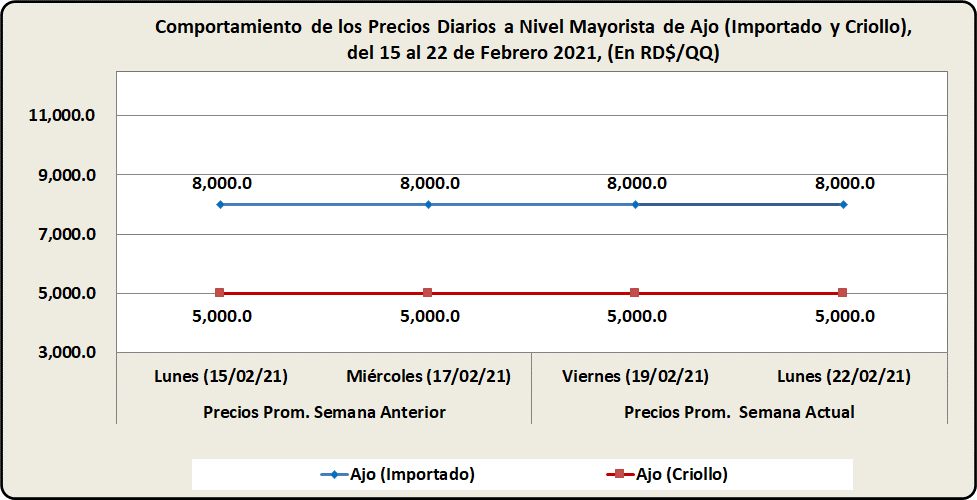 Comportamiento de los Precios Diarios a Nivel Mayorista de Ajo (Importado y Criollo),
del 15 al 22 de Febrero 2021, (En RD$/QQ)
11,000.0
9,000.0
8,000.0 8,000.0 8,000.0 8,000.0
7,000.0
5,000.0
5,000.0 5,000.0 5,000.0 5,000.0
3,000.0
Lunes (15/02/21) Miércoles (17/02/21) Viernes (19/02/21) Lunes (22/02/21)
Precios Prom. Semana Anterior Precios Prom. Semana Actual
Ajo (Importado) Ajo (Criollo)